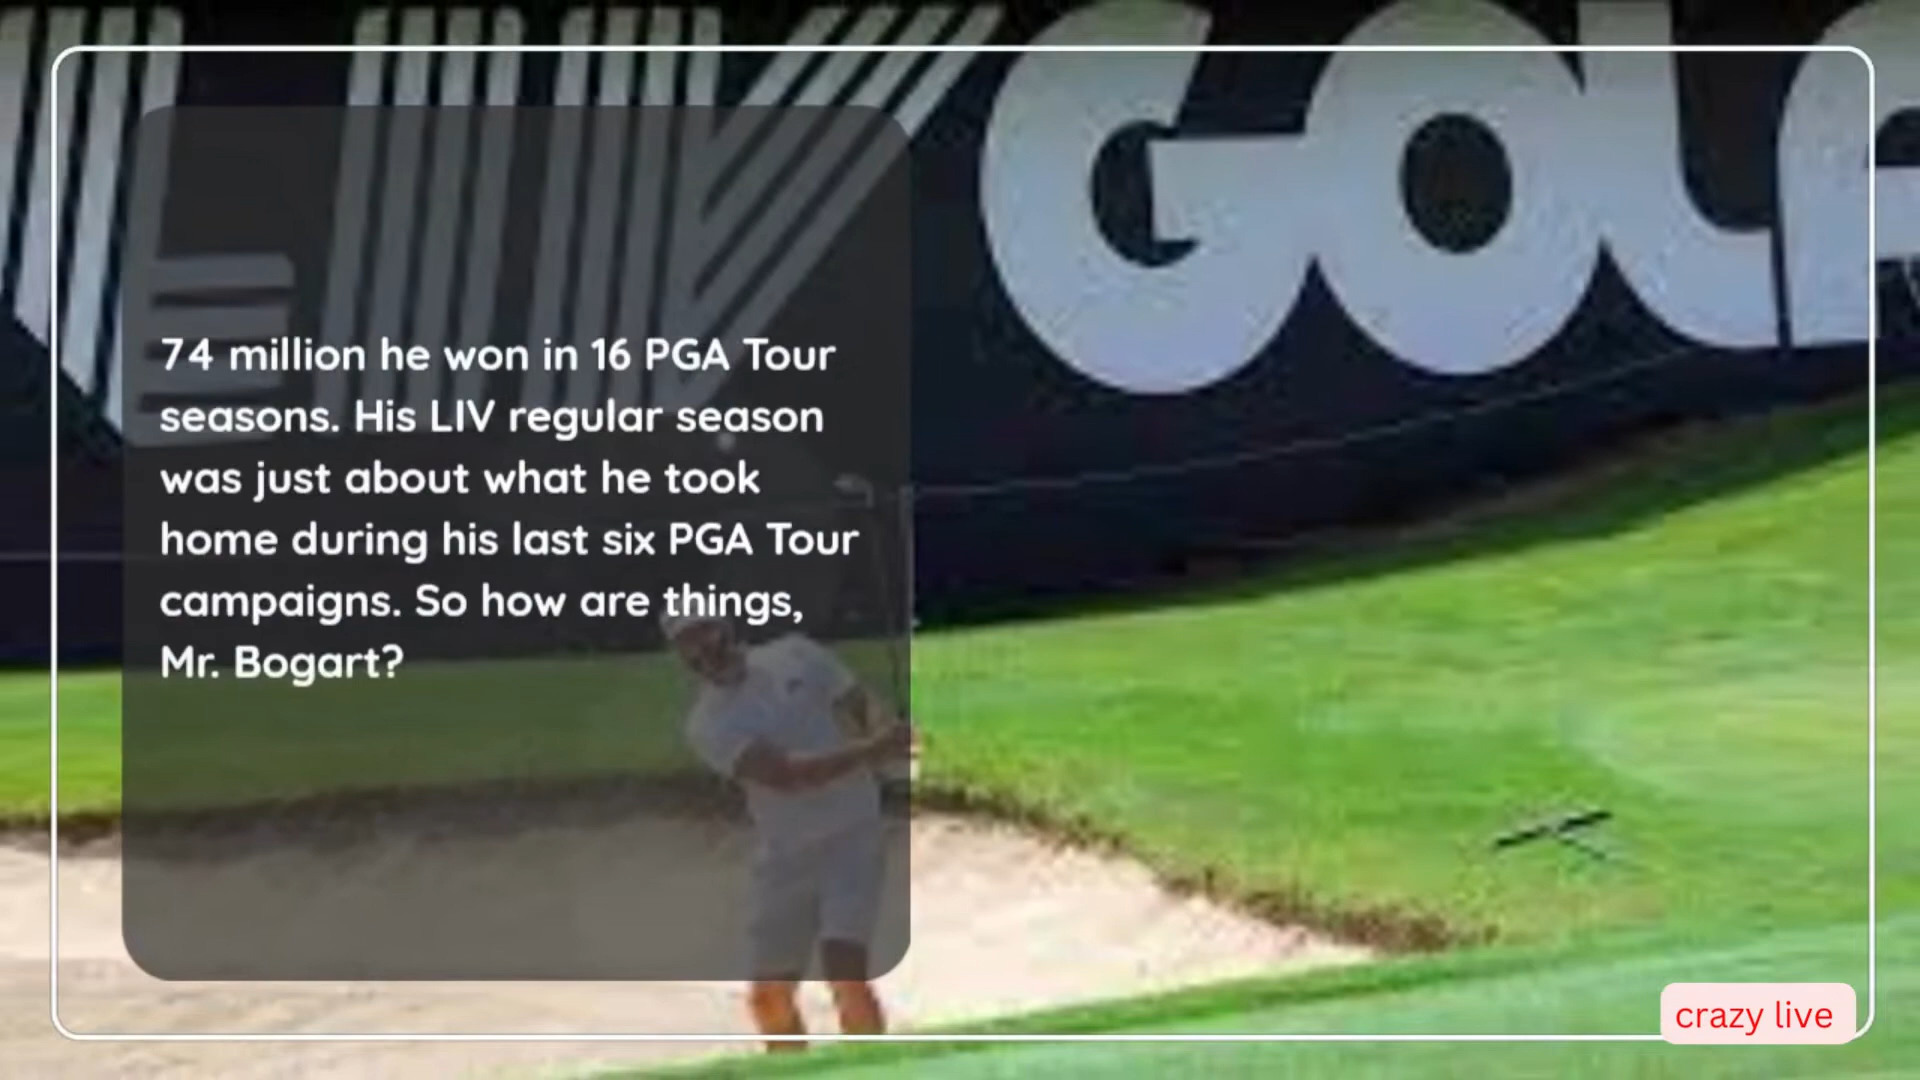 LIV GOLF
74 million he won in 16 PGA Tour
seasons. His LIV regular season
was just about what he took
home during his last six PGA Tour
campaigns. So how are things,
Mr. Bogart?
crazy live